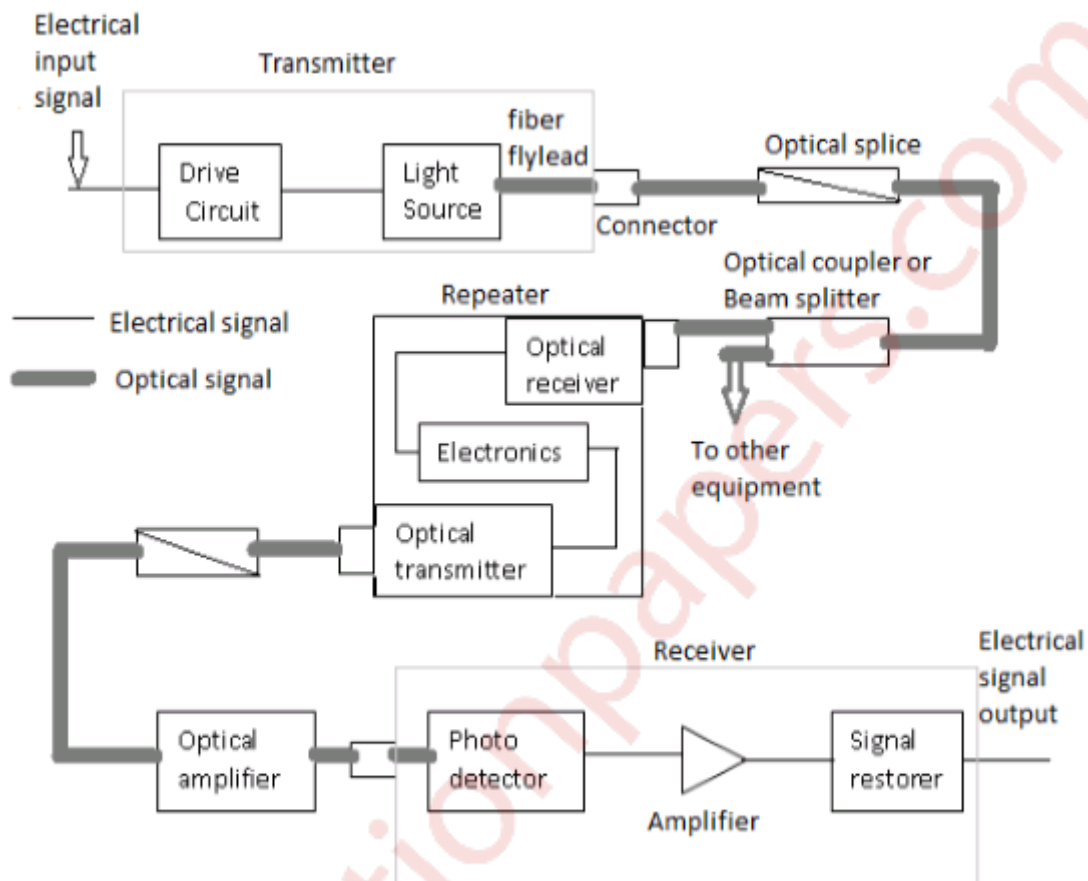 Electrical
input
signal
Transmitter
fiber
flylead
Drive
Circuit
Light
Source
Connector
Optical splice
Optical coupler or
Beam splitter
Repeater
Electrical signal
Optical signal
Optical
receiver
To other
equipment
Electronics
Optical
transmitter
Receiver
Electrical
signal
output
Optical
amplifier
Photo
detector
Amplifier
Signal
restorer
tionpapers.com